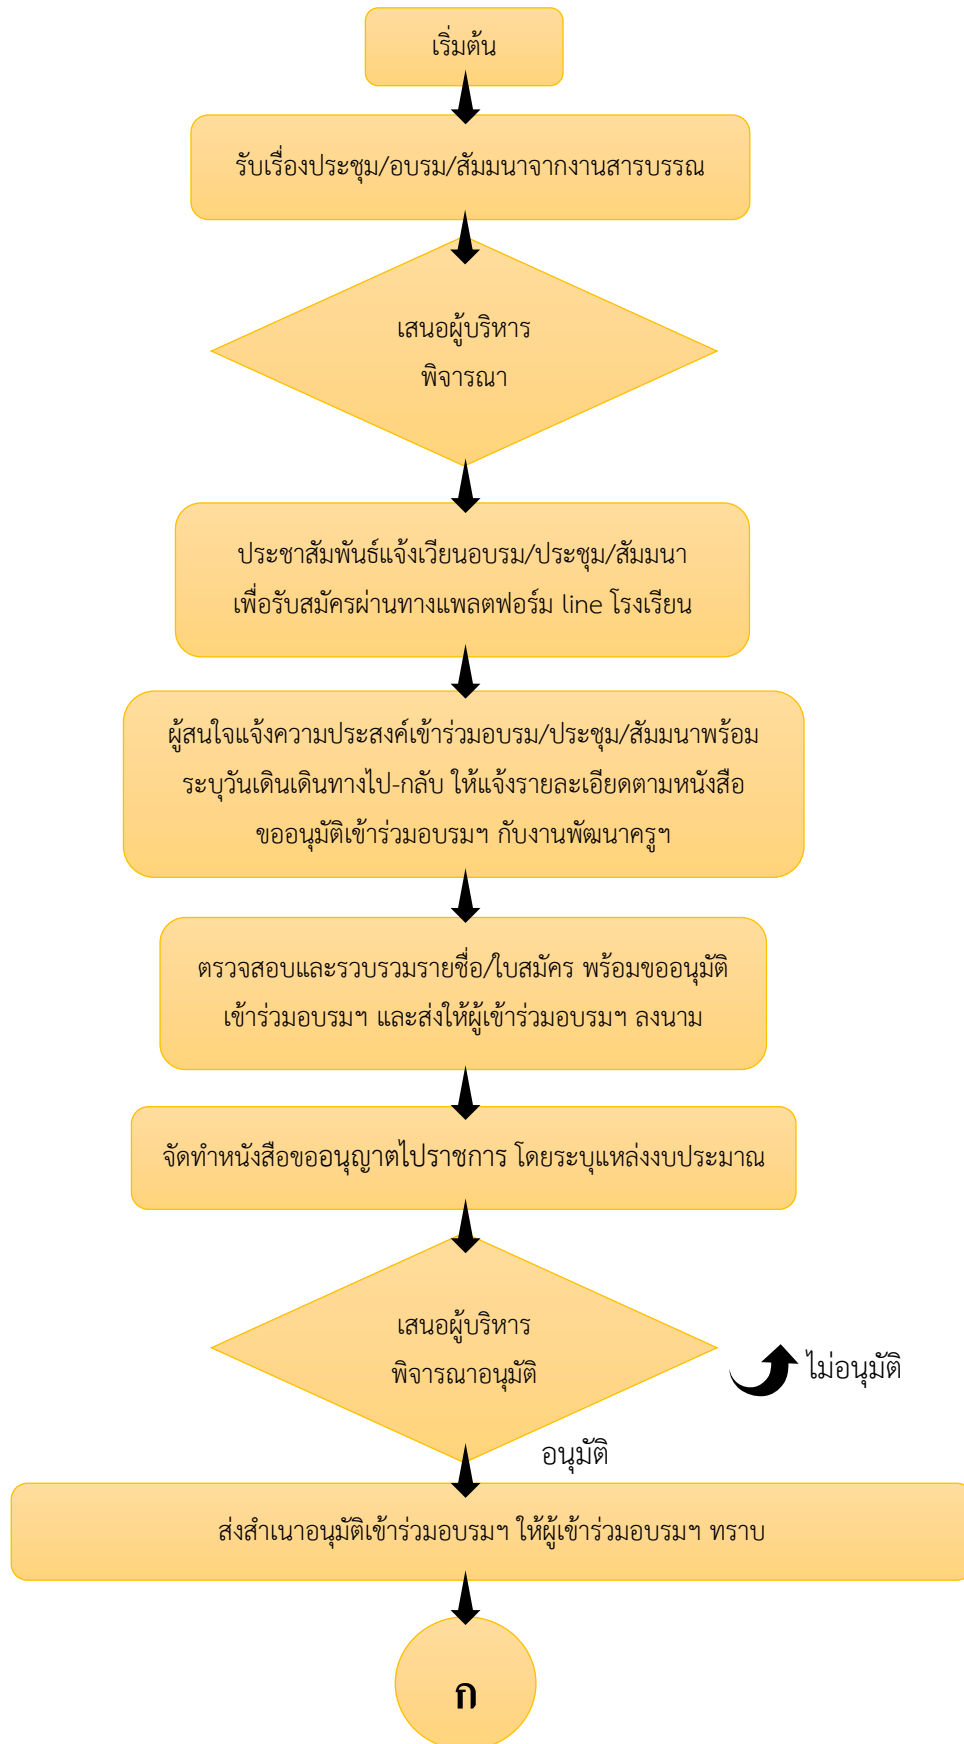 เริ่มต้น
รับเรื่องประชุม/อบรม/สัมมนาจากงานสารบรรณ
เสนอผู้บริหาร
พิจารณา
ประชาสัมพันธ์แจ้งเวียนอบรม/ประชุม/สัมมนา
เพื่อรับสมัครผ่านทางแพลตฟอร์ม line โรงเรียน
ผู้สนใจแจ้งความประสงค์เข้าร่วมอบรม/ประชุม/สัมมนาพร้อม
ระบุวันเดินเดินทางไป-กลับ ให้แจ้งรายละเอียดตามหนังสือ
ขออนุมัติเข้าร่วมอบรมฯ กับงานพัฒนาครูฯ
ตรวจสอบและรวบรวมรายชื่อ/ใบสมัคร พร้อมขออนุมัติ
เข้าร่วมอบรมฯ และส่งให้ผู้เข้าร่วมอบรมฯ ลงนาม
จัดทำหนังสือขออนุญาตไปราชการ โดยระบุแหล่งงบประมาณ
เสนอผู้บริหาร
พิจารณาอนุมัติ
ไม่อนุมัติ
อนุมัติ
ส่งสำเนาอนุมัติเข้าร่วมอบรมฯ ให้ผู้เข้าร่วมอบรมฯ ทราบ
ก